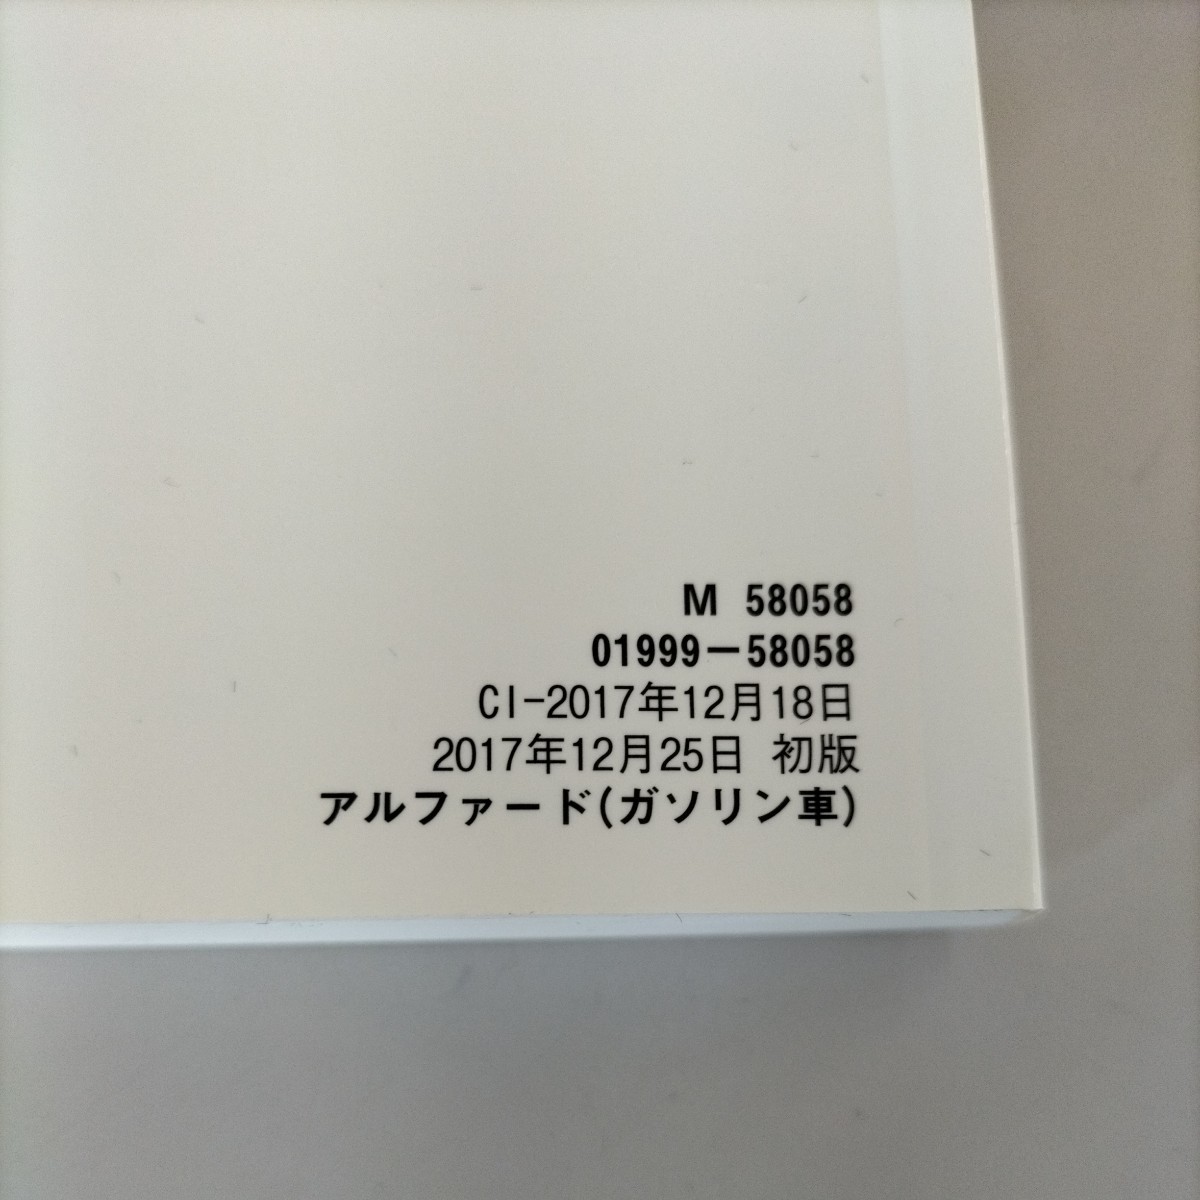 M 58058
01999-58058
CI-2017年12月18日
2017年12月25日 初版
アルファード(ガソリン車)